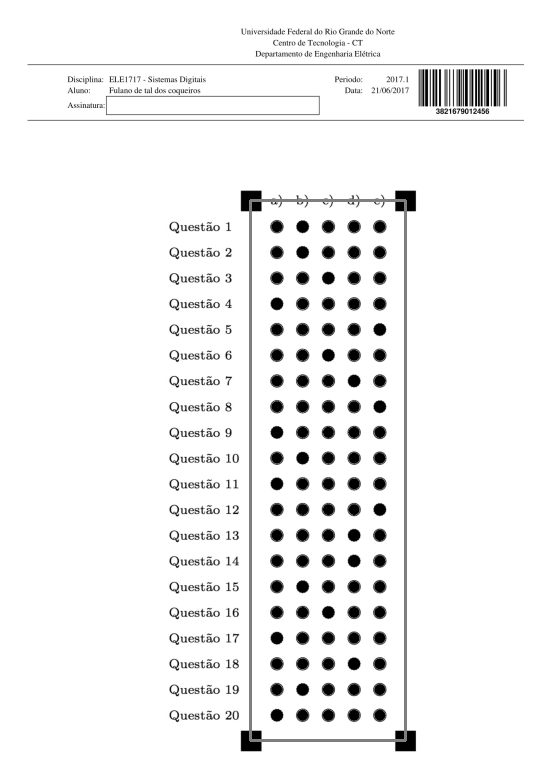 Universidade Federal do Rio Grande do Norte
Centro de Tecnologia - CT
Departamento de Engenharia Elétrica
Disciplina: ELE1717 - Sistemas Digitais Periodo: 2017.1
Aluno: Fulano de tal dos coqueiros Data: 21/06/2017
Assinatura:
3821679012456
a) b) c) d) e)
Questão 1
Questão 2
Questão 3
Questão 4
Questão 5
Questão 6
Questão 7
Questão 8
Questão 9
Questão 10
Questão 11
Questão 12
Questão 13
Questão 14
Questão 15
Questão 16
Questão 17
Questão 18
Questão 19
Questão 20